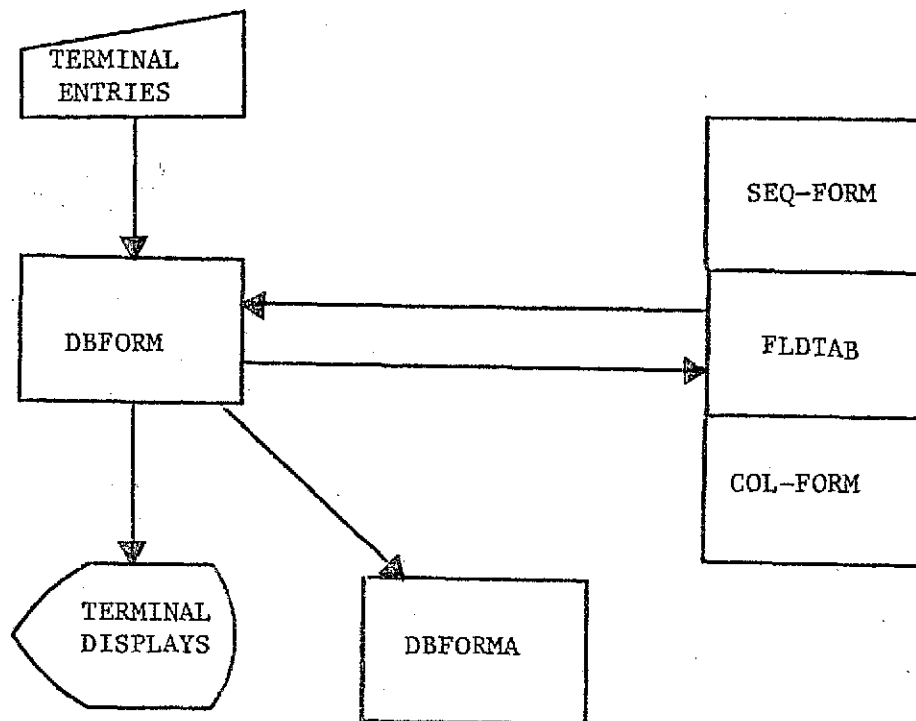 TERMINAL
ENTRIES
SEQ-FORM
DBFORM
FLDTAB
COL-FORM
TERMINAL
DISPLAYS
DBFORMA